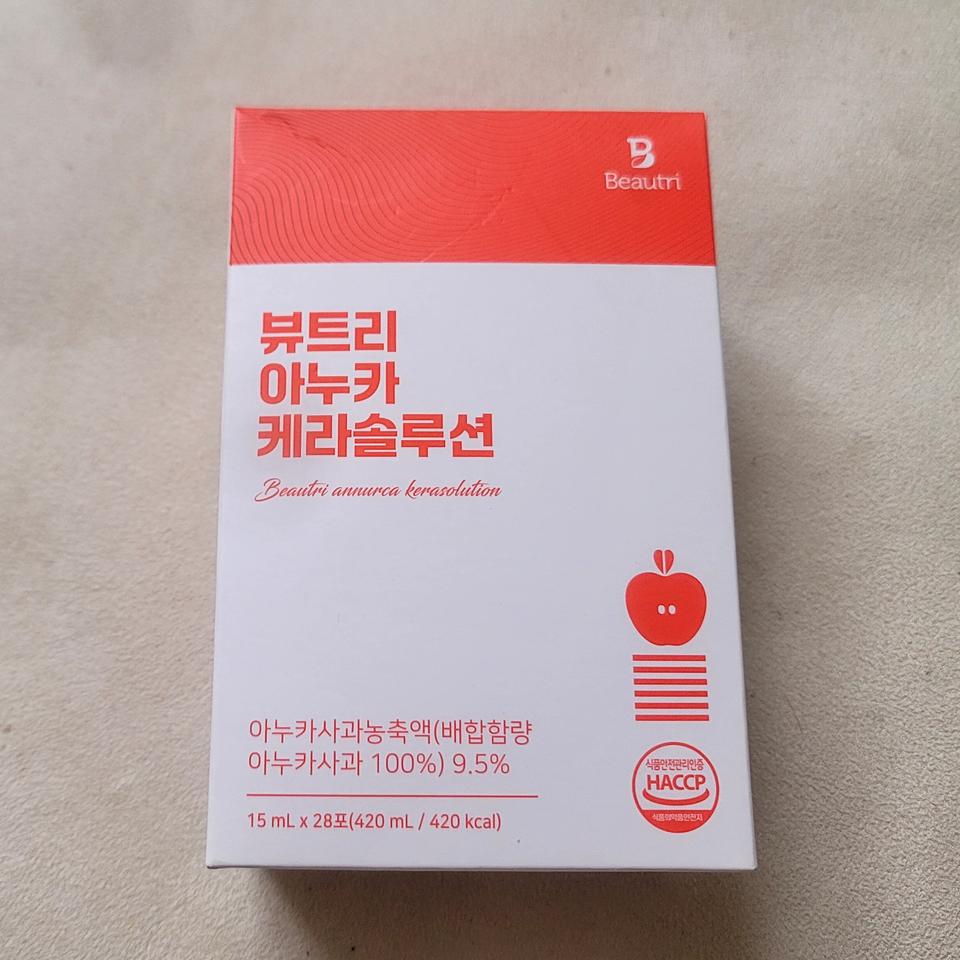 Beautri
뷰트리
아누카
케라솔루션
Beautri annurca kerasolution
아누카사과농축액(배합함량
아누카사과 100%) 9.5%
15 mL x 28포(420 mL / 420 kcal)
식품안전관리인증
HACCP
식품의약품안전처